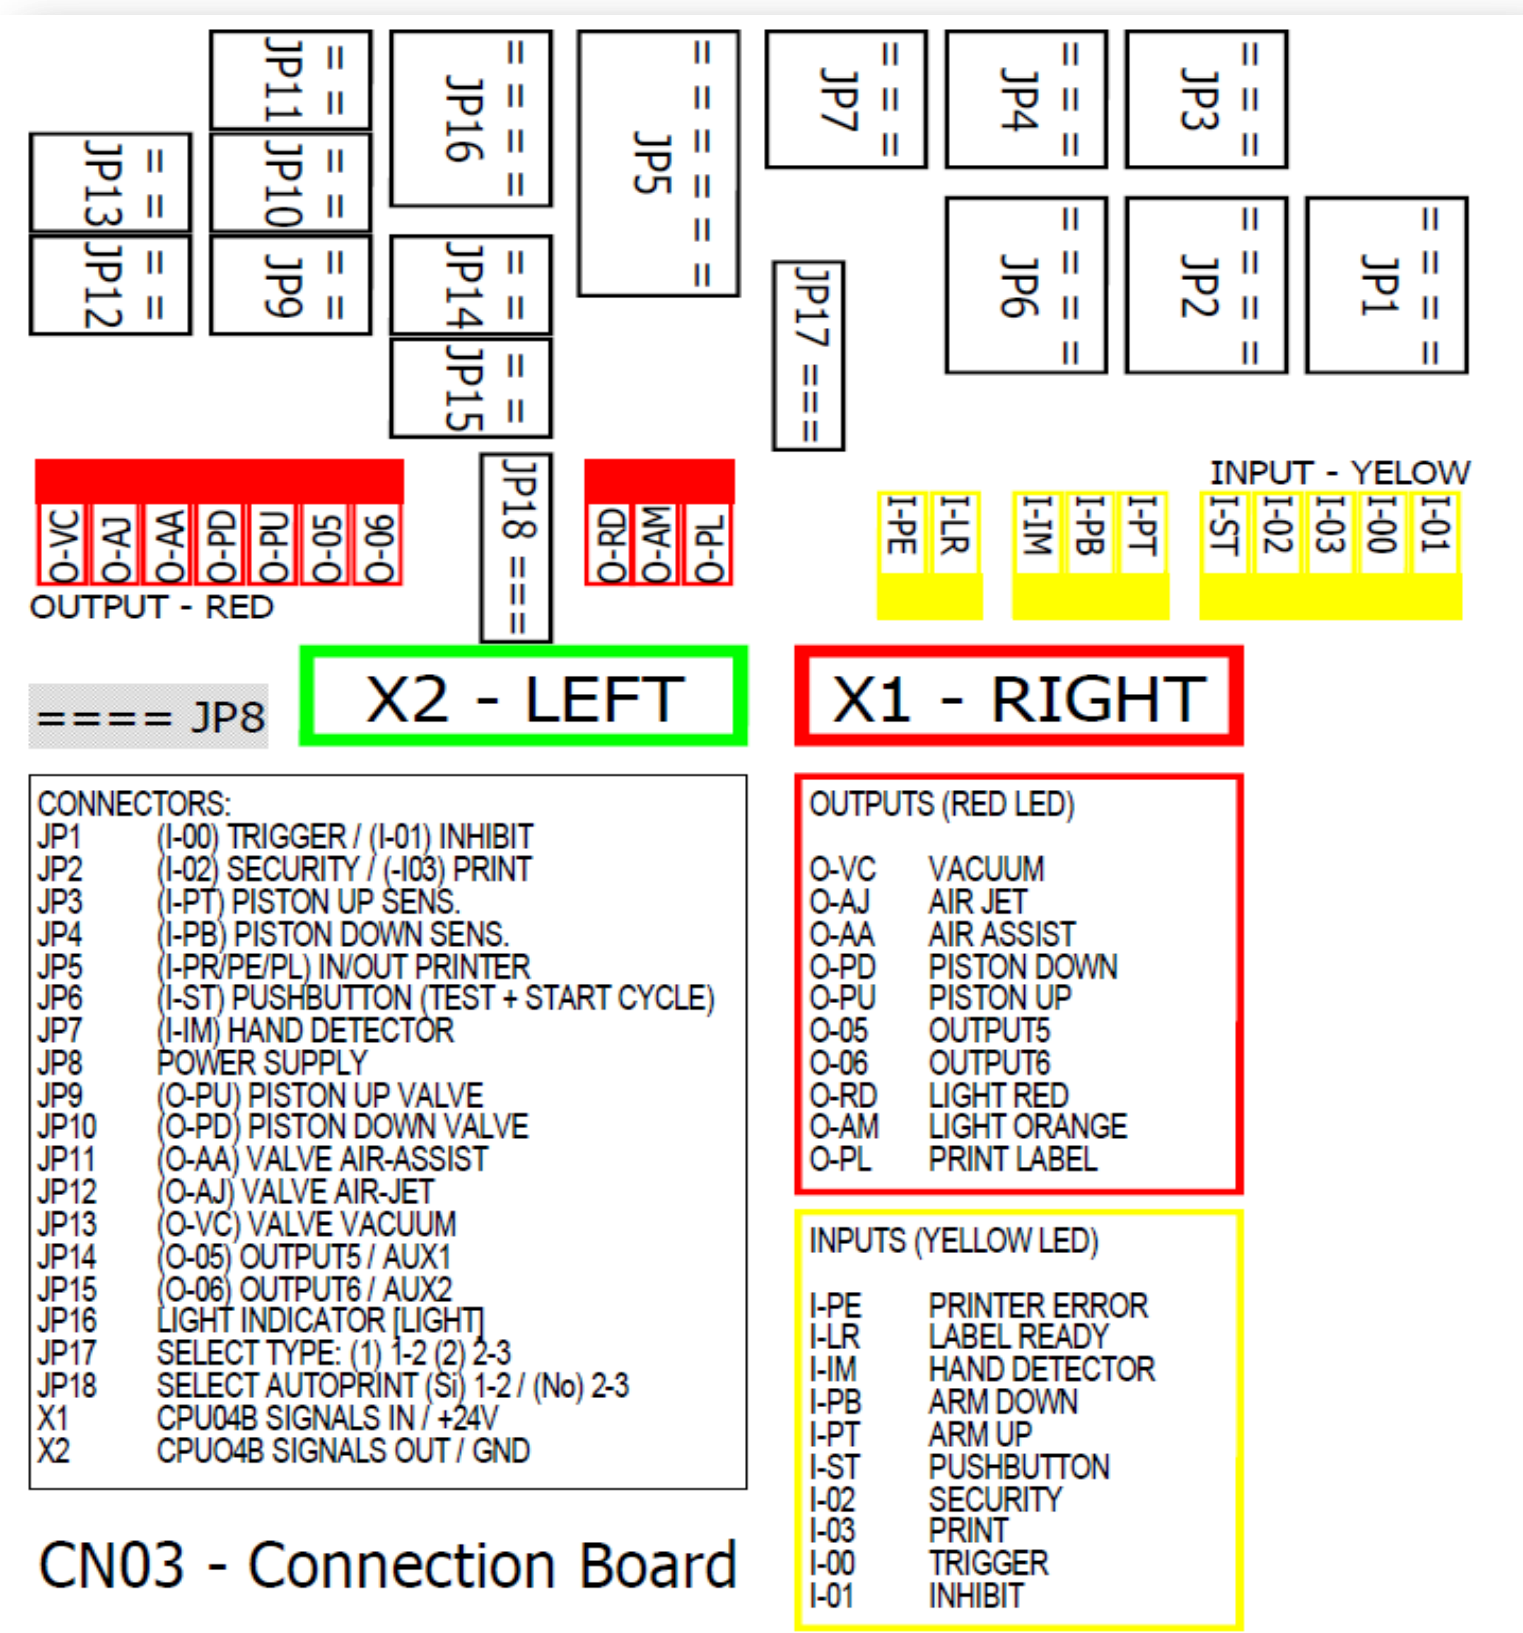 JP11 = =
JP16 = = = =
JP5 = = = = = =
JP7 = = =
JP4 = = =
JP3 = = =
JP13 = =
JP10 = =
JP6 = = = =
JP2 = = = =
JP1 = = = =
JP12 = =
JP9 = =
JP14 = =
JP17 ===
JP15 = =
JP18 ===
INPUT - YELOW
O-VC
O-AJ
O-AA
O-PD
O-PU
O-05
O-06
O-RD
O-AM
O-PL
I-PE
I-LR
I-IM
I-PB
I-PT
I-ST
I-02
I-03
I-00
I-01
OUTPUT - RED
==== JP8
X2 - LEFT
X1 - RIGHT
CONNECTORS:
JP1 (I-00) TRIGGER / (I-01) INHIBIT
JP2 (I-02) SECURITY / (-I03) PRINT
JP3 (I-PT) PISTON UP SENS.
JP4 (I-PB) PISTON DOWN SENS.
JP5 (I-PR/PE/PL) IN/OUT PRINTER
JP6 (I-ST) PUSHBUTTON (TEST + START CYCLE)
JP7 (I-IM) HAND DETECTOR
JP8 POWER SUPPLY
JP9 (O-PU) PISTON UP VALVE
JP10 (O-PD) PISTON DOWN VALVE
JP11 (O-AA) VALVE AIR-ASSIST
JP12 (O-AJ) VALVE AIR-JET
JP13 (O-VC) VALVE VACUUM
JP14 (O-05) OUTPUT5 / AUX1
JP15 (O-06) OUTPUT6 / AUX2
JP16 LIGHT INDICATOR [LIGHT]
JP17 SELECT TYPE: (1) 1-2 (2) 2-3
JP18 SELECT AUTOPRINT (Si) 1-2 / (No) 2-3
X1 CPU04B SIGNALS IN / +24V
X2 CPUO4B SIGNALS OUT / GND
OUTPUTS (RED LED)
O-VC VACUUM
O-AJ AIR JET
O-AA AIR ASSIST
O-PD PISTON DOWN
O-PU PISTON UP
O-05 OUTPUT5
O-06 OUTPUT6
O-RD LIGHT RED
O-AM LIGHT ORANGE
O-PL PRINT LABEL
INPUTS (YELLOW LED)
I-PE PRINTER ERROR
I-LR LABEL READY
I-IM HAND DETECTOR
I-PB ARM DOWN
I-PT ARM UP
I-ST PUSHBUTTON
I-02 SECURITY
I-03 PRINT
I-00 TRIGGER
I-01 INHIBIT
CN03 - Connection Board